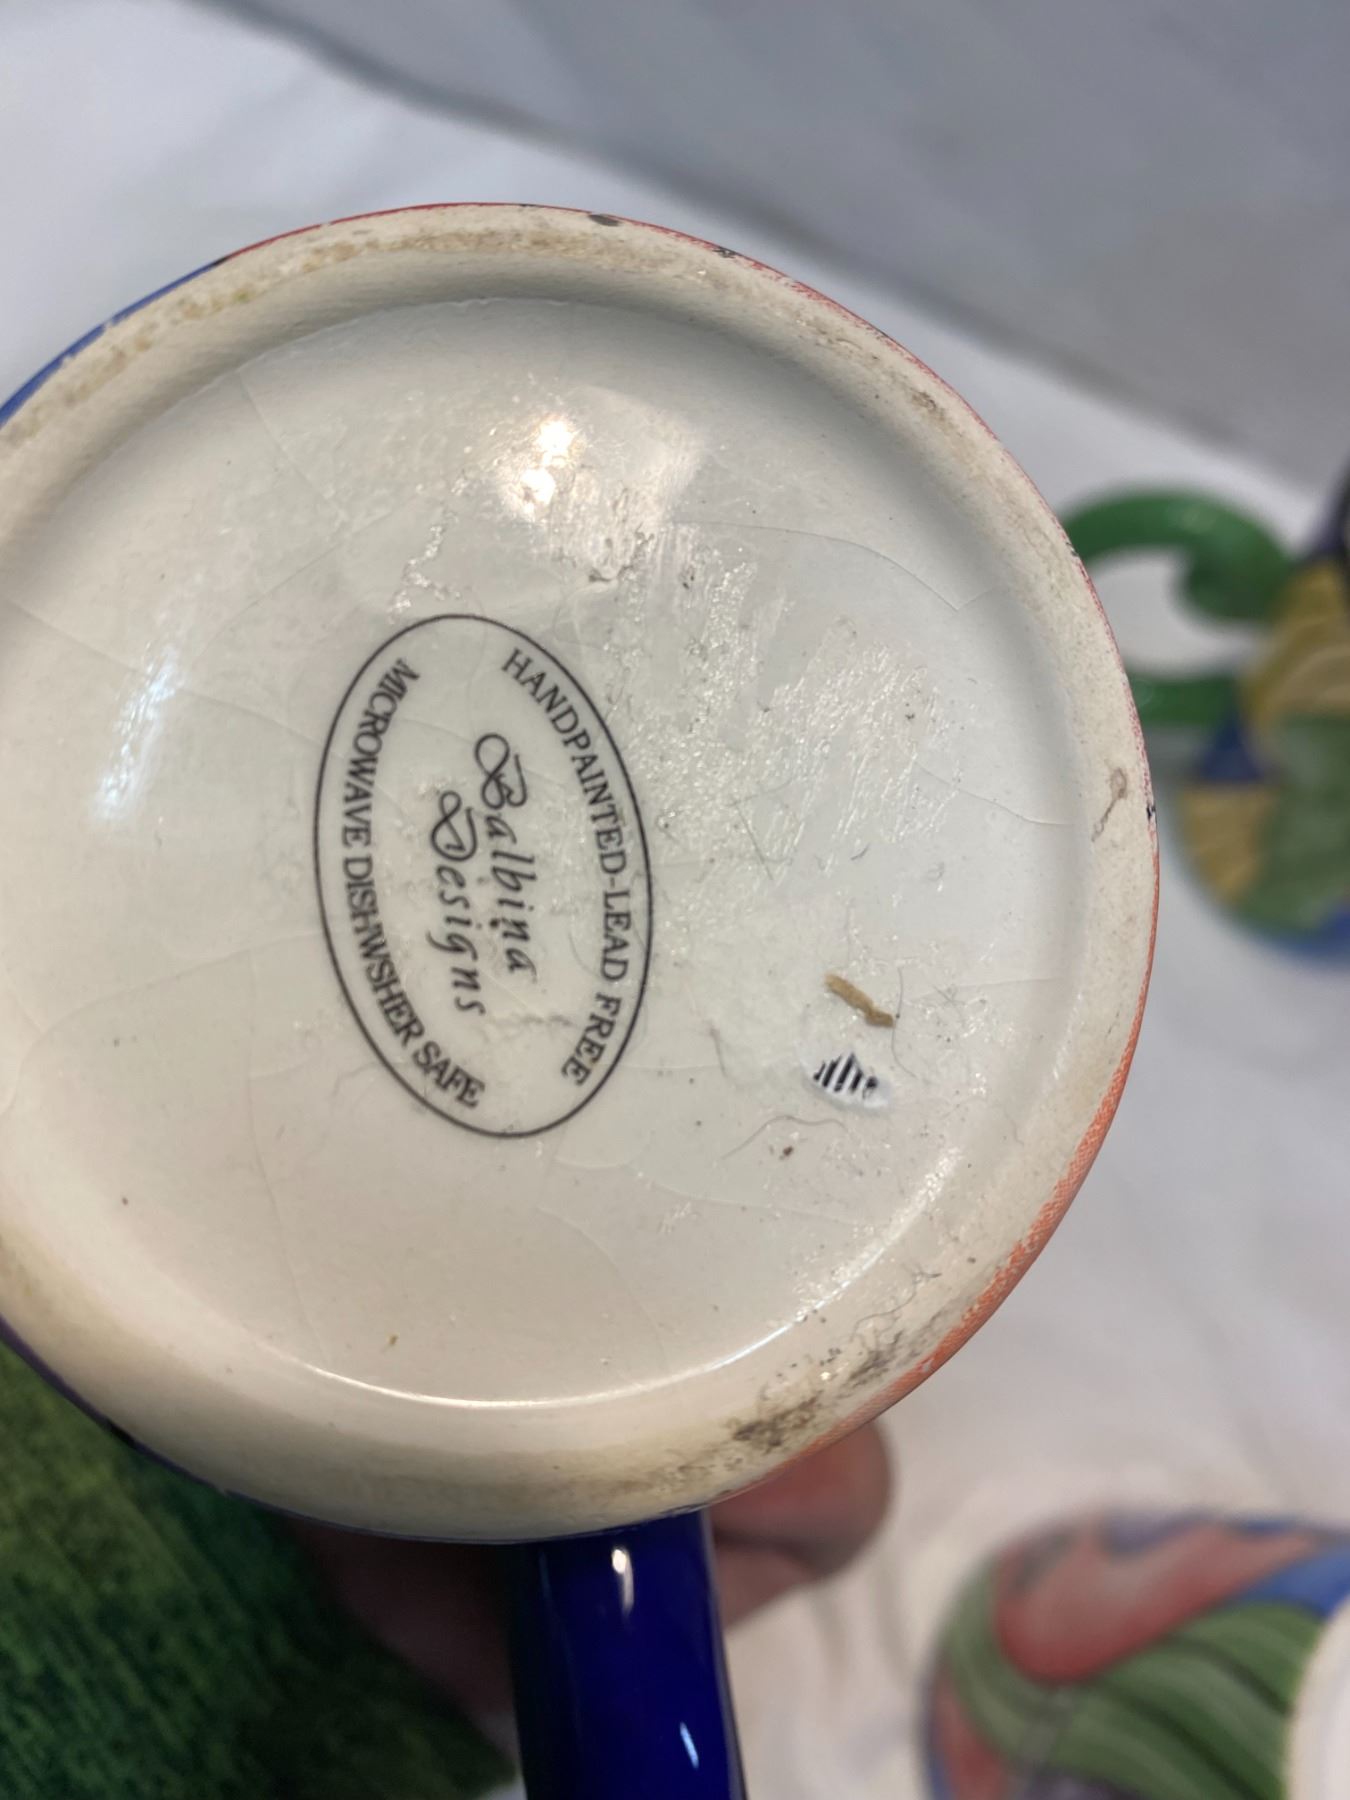 HANDPAINTED-LEAD FREE
Balbina
Designs
MICROWAVE DISHWSHER SAFE